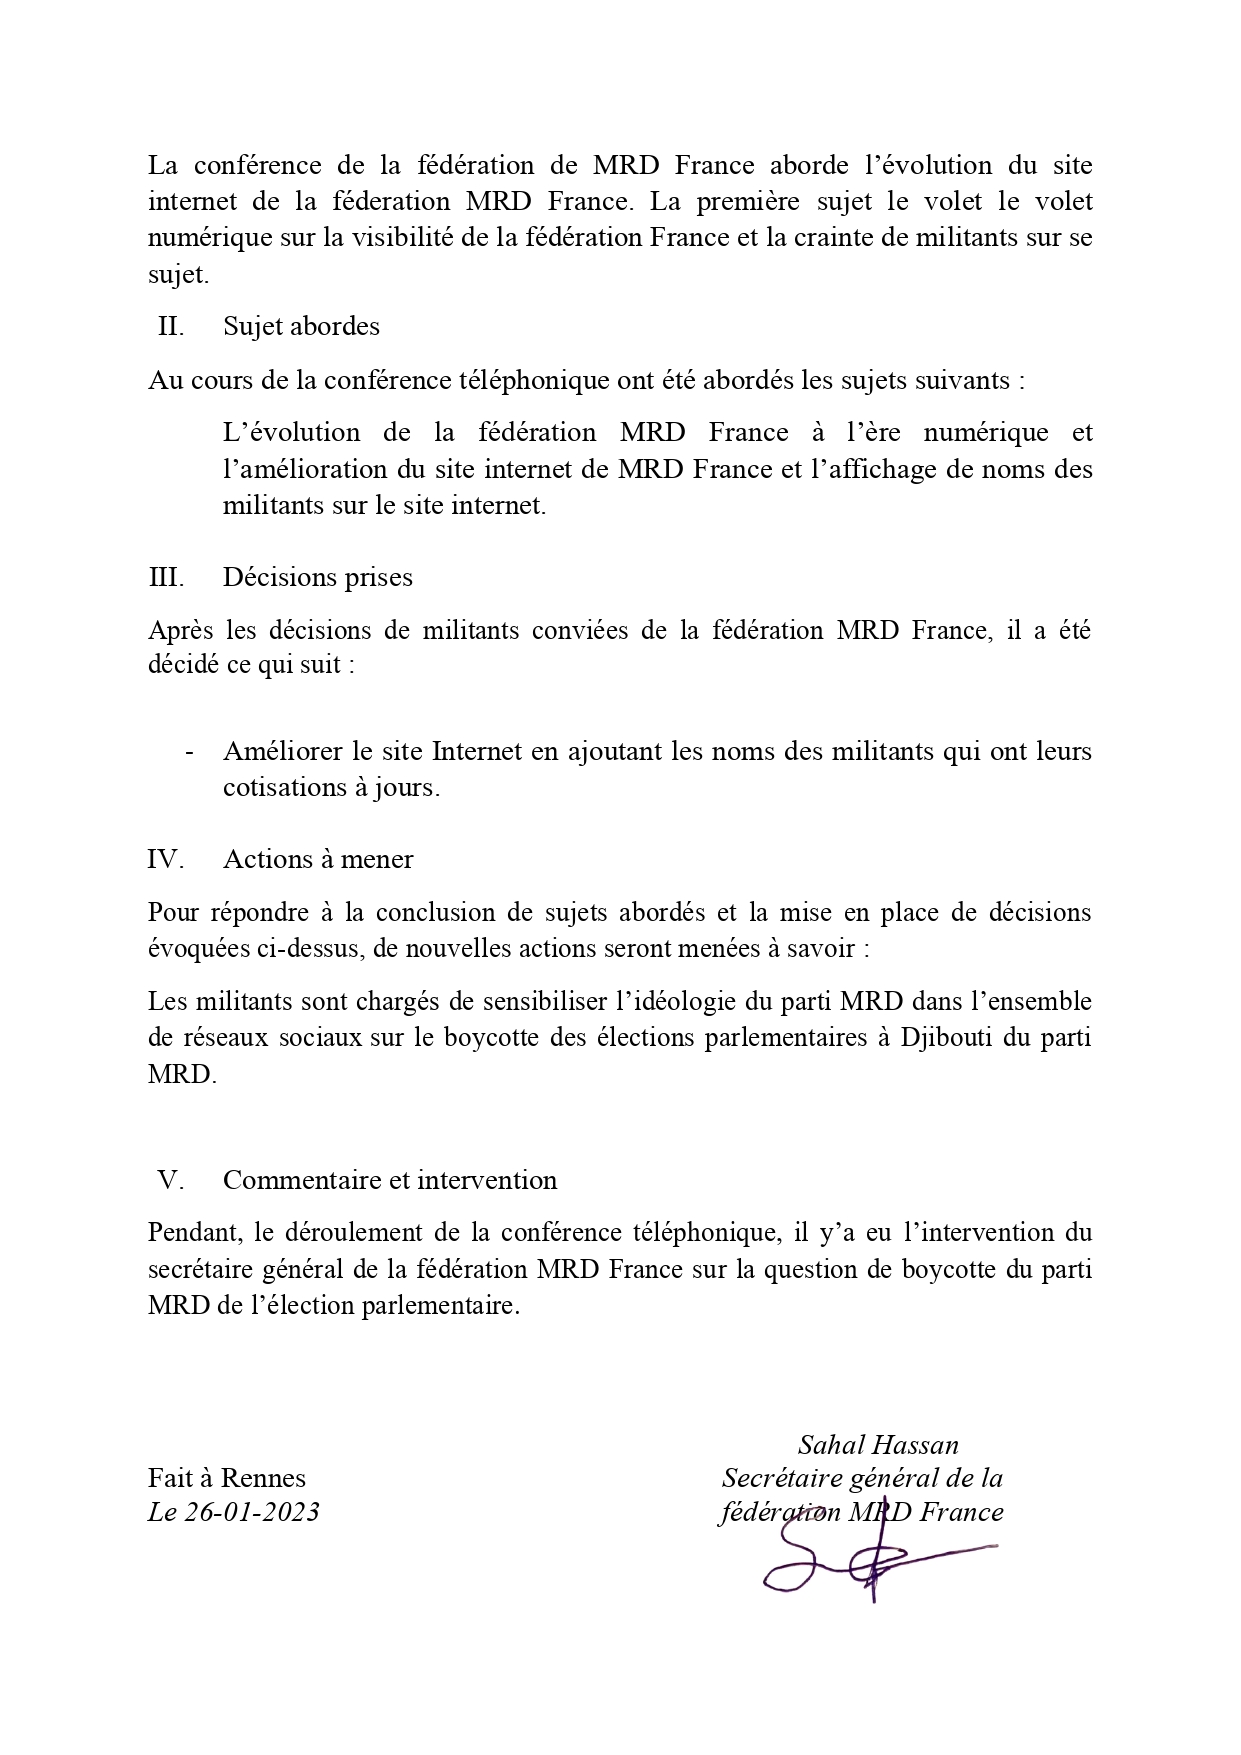 La conférence de la fédération de MRD France aborde l’évolution du site
internet de la féderation MRD France. La première sujet le volet le volet
numérique sur la visibilité de la fédération France et la crainte de militants sur se
sujet.
II. Sujet abordes
Au cours de la conférence téléphonique ont été abordés les sujets suivants :
L’évolution de la fédération MRD France à l’ère numérique et
l’amélioration du site internet de MRD France et l’affichage de noms des
militants sur le site internet.
III. Décisions prises
Après les décisions de militants conviées de la fédération MRD France, il a été
décidé ce qui suit :
- Améliorer le site Internet en ajoutant les noms des militants qui ont leurs
cotisations à jours.
IV. Actions à mener
Pour répondre à la conclusion de sujets abordés et la mise en place de décisions
évoquées ci-dessus, de nouvelles actions seront menées à savoir :
Les militants sont chargés de sensibiliser l’idéologie du parti MRD dans l’ensemble
de réseaux sociaux sur le boycotte des élections parlementaires à Djibouti du parti
MRD.
V. Commentaire et intervention
Pendant, le déroulement de la conférence téléphonique, il y’a eu l’intervention du
secrétaire général de la fédération MRD France sur la question de boycotte du parti
MRD de l’élection parlementaire.
Sahal Hassan
Fait à Rennes Secrétaire général de la
Le 26-01-2023 fédération MRD France